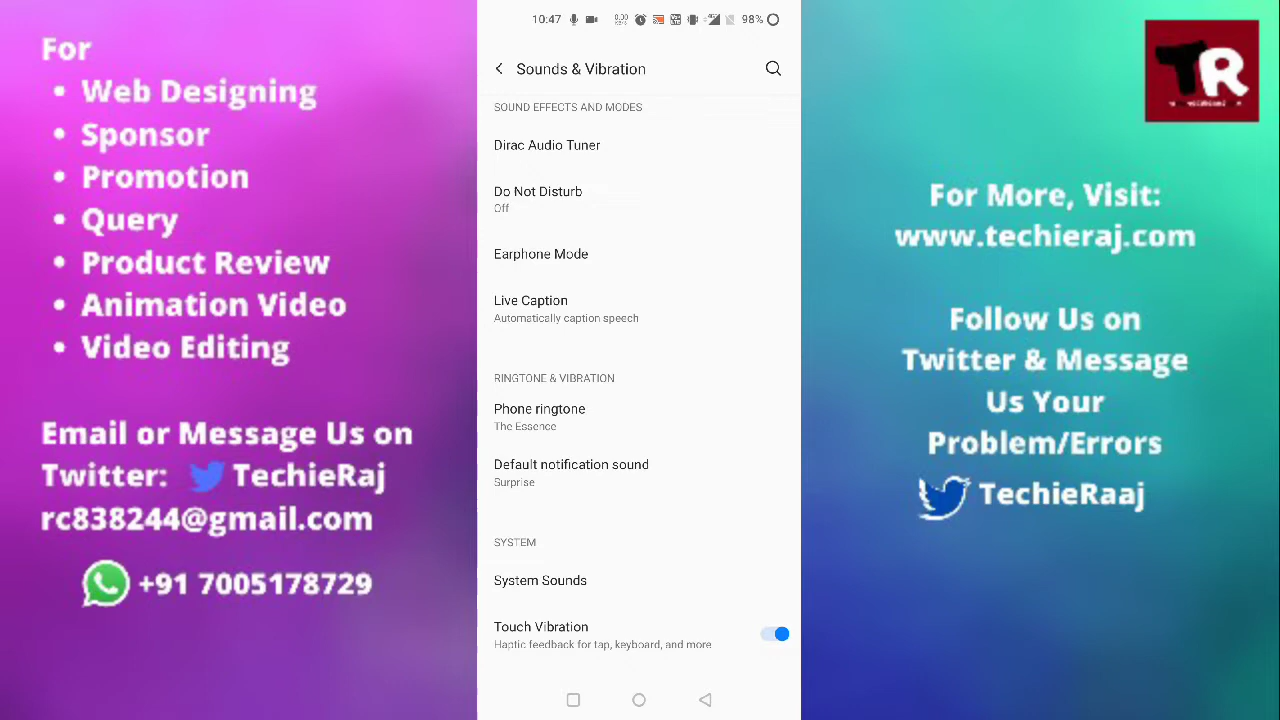 For
• Web Designing
• Sponsor
• Promotion
• Query
• Product Review
• Animation Video
• Video Editing
Email or Message Us on
Twitter: TechieRaj
rc838244@gmail.com
+91 7005178729
10:47
0.00
98%
Sounds & Vibration
SOUND EFFECTS AND MODES
Dirac Audio Tuner
Do Not Disturb
Off
Earphone Mode
Live Caption
Automatically caption speech
RINGTONE & VIBRATION
Phone ringtone
The Essence
Default notification sound
Surprise
SYSTEM
System Sounds
Touch Vibration
Haptic feedback for tap, keyboard, and more
TR
For More, Visit:
www.techieraj.com
Follow Us on
Twitter & Message
Us Your
Problem/Errors
TechieRaaj